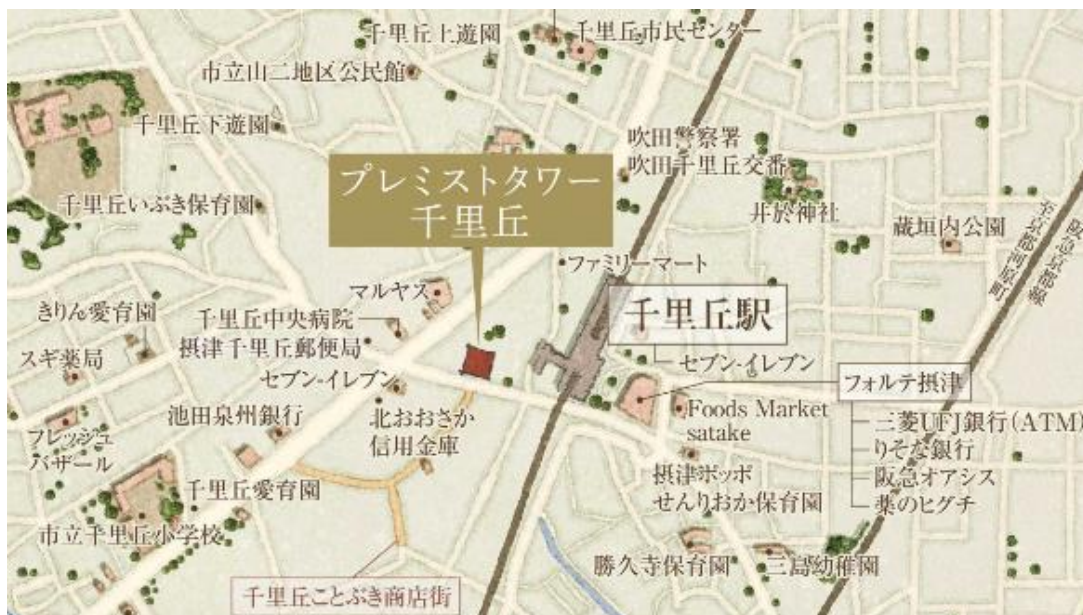 千里丘上遊園
千里丘市民センター
市立山二地区公民館
千里丘下遊園
吹田警察署
吹田千里丘交番
プレミストタワー
千里丘
千里丘いぶき保育園
井於神社
蔵垣内公園
阪急京都線
至京都河原町
ファミリーマート
マルヤス
千里丘駅
きりん愛育園
千里丘中央病院
摂津千里丘郵便局
スギ薬局
セブン-イレブン
セブン-イレブン
フォルテ摂津
池田泉州銀行
北おおさか
信用金庫
Foods Market
satake
三菱UFJ銀行(ATM)
りそな銀行
阪急オアシス
薬のヒグチ
フレッシュ
バザール
千里丘愛育園
摂津ポッポ
せんりおか保育園
市立千里丘小学校
勝久寺保育園
三島幼稚園
千里丘ことぶき商店街